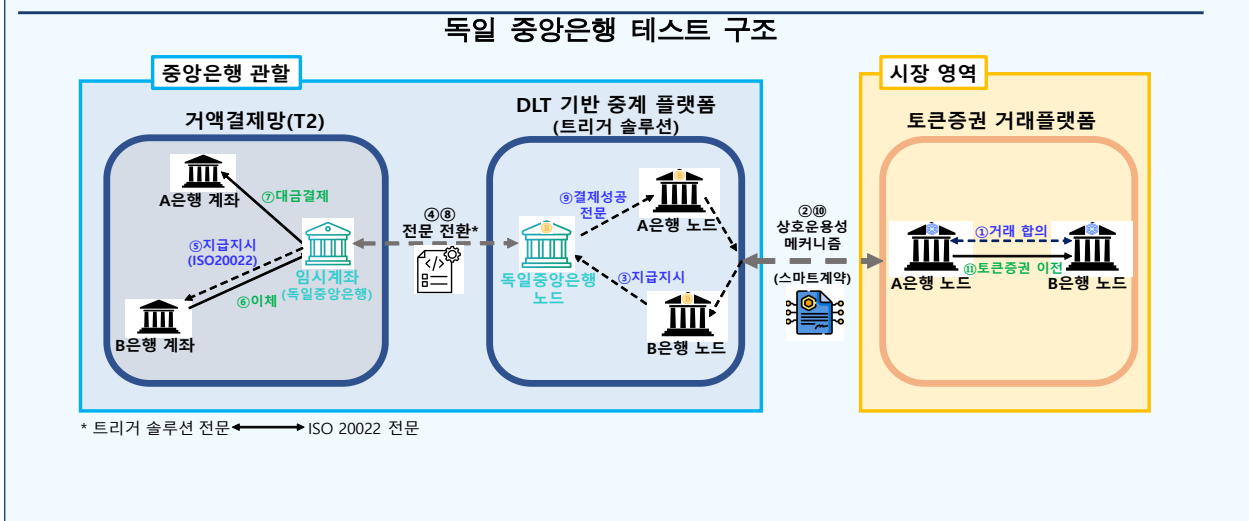 독일 중앙은행 테스트 구조
중앙은행 관할
거액결제망(T2)
A은행 계좌
⑦대금결제
⑤지급지시
(ISO20022)
임시계좌
(독일중앙은행)
⑥이체
B은행 계좌
④⑧
전문 전환*
DLT 기반 중계 플랫폼
(트리거 솔루션)
⑨결제성공
전문
A은행 노드
독일중앙은행
노드
③지급지시
B은행 노드
②⑩
상호운용성
메커니즘
(스마트계약)
시장 영역
토큰증권 거래플랫폼
①거래 합의
⑪토큰증권 이전
A은행 노드
B은행 노드
* 트리거 솔루션 전문 ISO 20022 전문